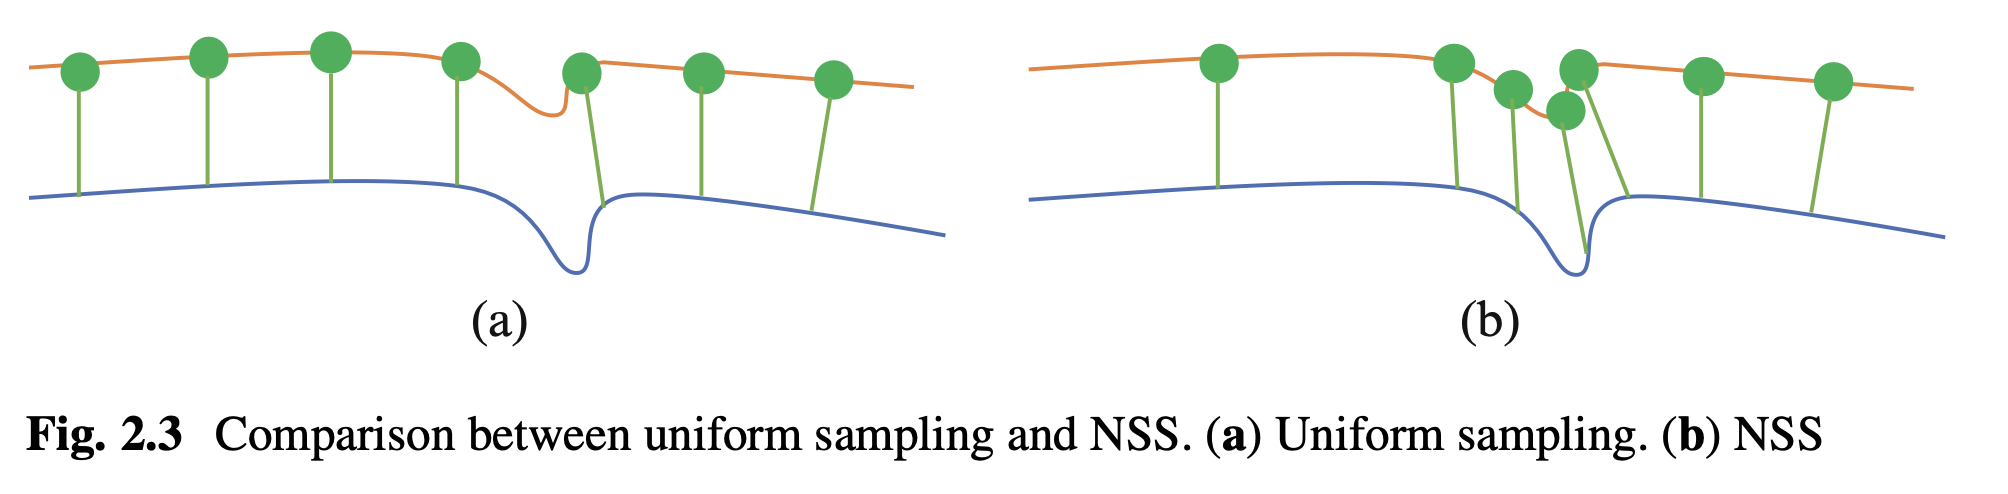 (a) (b)
Fig. 2.3 Comparison between uniform sampling and NSS. (a) Uniform sampling. (b) NSS